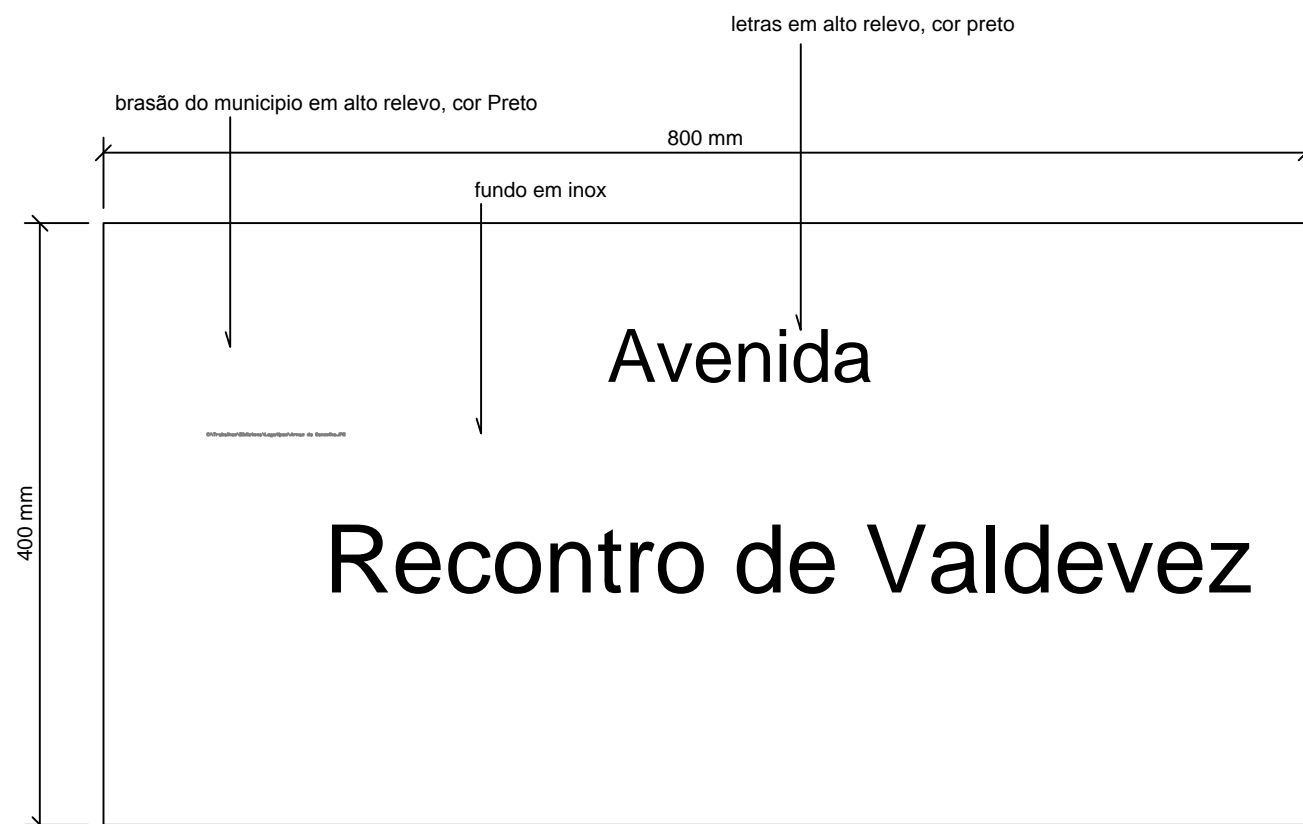 letras em alto relevo, cor preto
brasão do municipio em alto relevo, cor Preto
800 mm
fundo em inox
400 mm
Avenida
Recontro de Valdevez